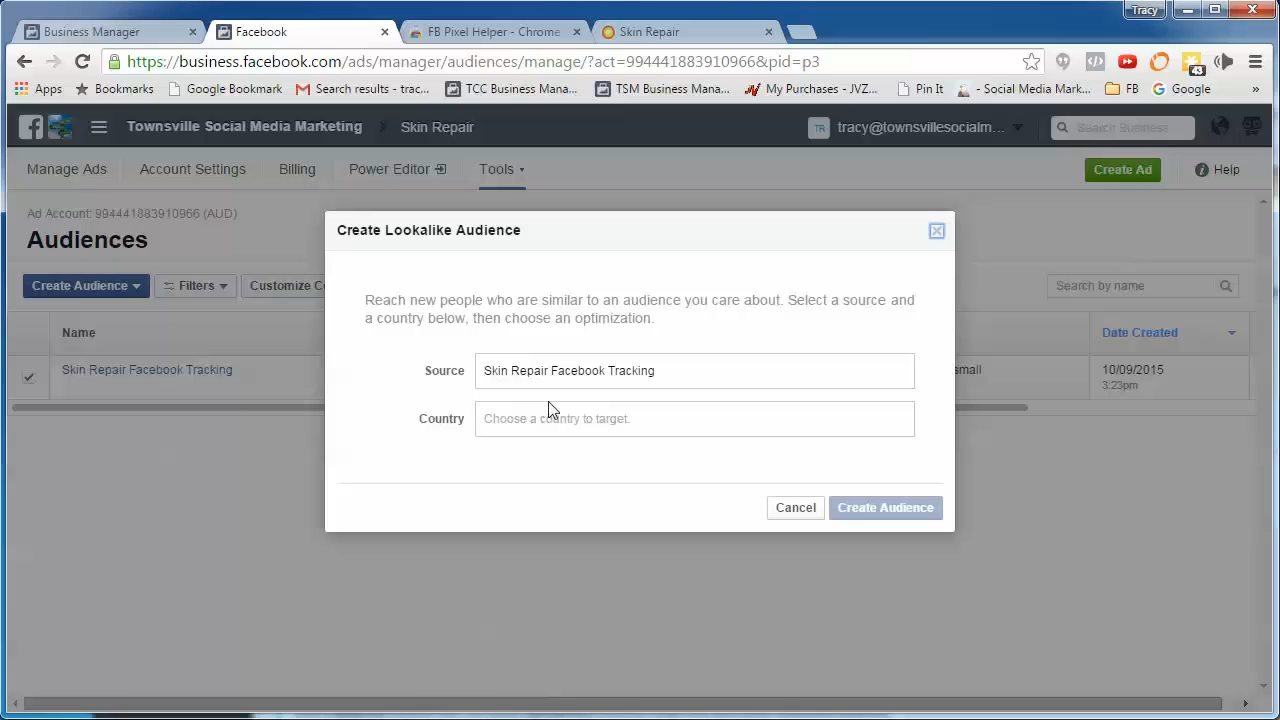 Tracy
Business Manager
Facebook
FB Pixel Helper - Chrome
Skin Repair
https://business.facebook.com/ads/manager/audiences/manage/?act=994441883910966&pid=p3
43
Apps
Bookmarks
Google Bookmark
Search results - trac...
TCC Business Mana...
TSM Business Mana...
My Purchases - JVZ...
Pin It
- Social Media Mark...
FB
Google
»
Townsville Social Media Marketing
Skin Repair
TR
tracy@townsvillesocialm...
Search Business
Manage Ads
Account Settings
Billing
Power Editor
Tools
Create Ad
Help
Ad Account: 994441883910966 (AUD)
Audiences
Create Audience
Filters
Customize Co
Search by name
Name
Date Created
Skin Repair Facebook Tracking
small
10/09/2015
3:23pm
Create Lookalike Audience
Reach new people who are similar to an audience you care about. Select a source and
a country below, then choose an optimization.
Source
Skin Repair Facebook Tracking
Country
Choose a country to target.
Cancel
Create Audience